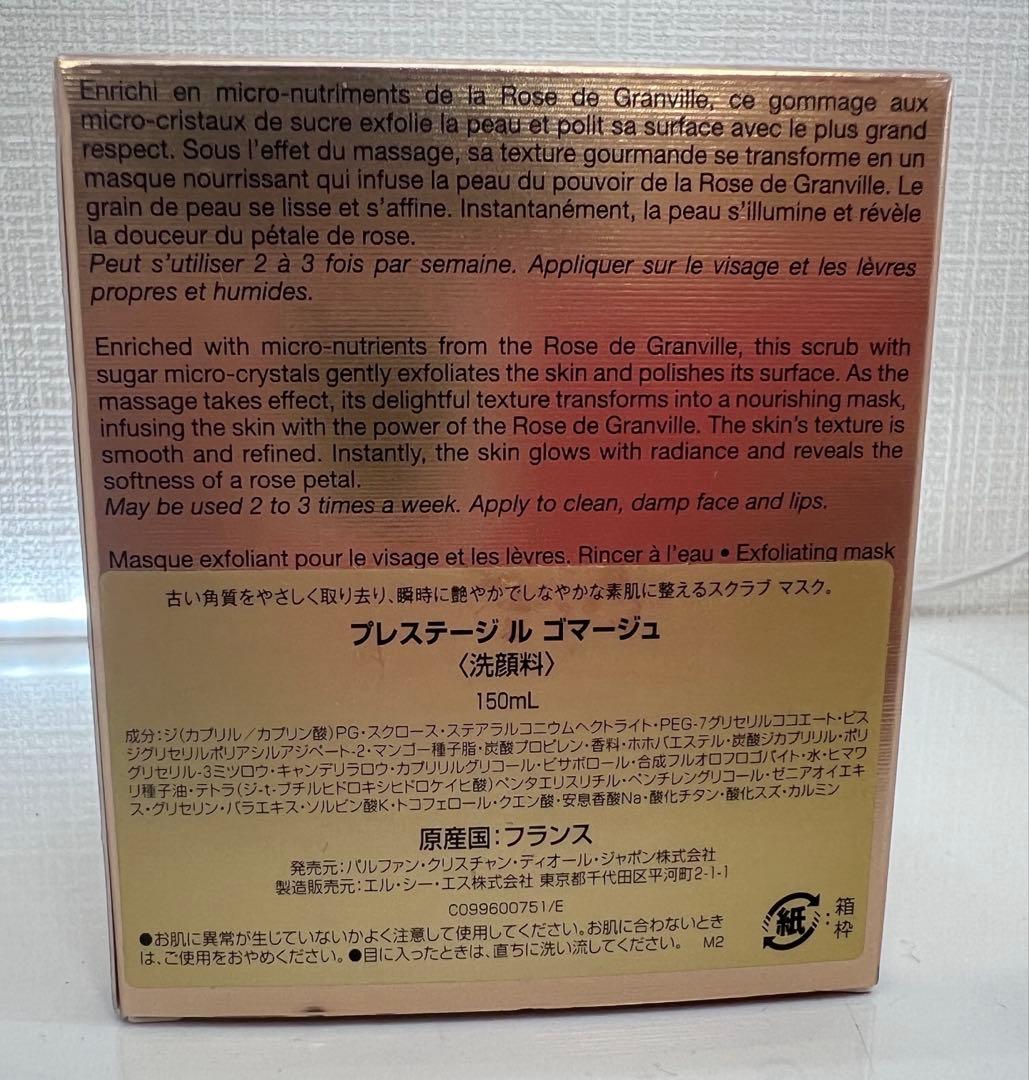 Enrichi en micro-nutriments de la Rose de Granville, ce gommage aux
micro-cristaux de sucre exfolie la peau et polit sa surface avec le plus grand
respect. Sous l'effet du massage, sa texture gourmande se transforme en un
masque nourrissant qui infuse la peau du pouvoir de la Rose de Granville. Le
grain de peau se lisse et s'affine. Instantanément, la peau s'illumine et révèle
la douceur du pétale de rose.
Peut s'utiliser 2 à 3 fois par semaine. Appliquer sur le visage et les lèvres
propres et humides.
Enriched with micro-nutrients from the Rose de Granville, this scrub with
sugar micro-crystals gently exfoliates the skin and polishes its surface. As the
massage takes effect, its delightful texture transforms into a nourishing mask,
infusing the skin with the power of the Rose de Granville. The skin's texture is
smooth and refined. Instantly, the skin glows with radiance and reveals the
softness of a rose petal.
May be used 2 to 3 times a week. Apply to clean, damp face and lips.
Masque exfoliant pour le visage et les lèvres. Rincer à l'eau • Exfoliating mask
古い角質をやさしく取り去り、瞬時に艶やかでしなやかな素肌に整えるスクラブ マスク。
プレステージ ル ゴマージュ
〈洗顔料〉
150mL
成分:ジ(カプリル/カプリン酸)PG・スクロース・ステアラルコニウムヘクトライト・PEG-7グリセリルココエート・ビス
ジグリセリルポリアシルアジペート-2・マンゴー種子脂・炭酸プロピレン・香料・ホホバエステル・炭酸ジカプリリル・ポリ
グリセリル-3ミツロウ・キャンデリラロウ・カプリリルグリコール・ビサボロール・合成フルオロフロゴパイト・水・ヒマワ
リ種子油・テトラ(ジ-t-ブチルヒドロキシヒドロケイヒ酸)ペンタエリスリチル・ペンチレングリコール・ゼニアオイエキ
ス・グリセリン・バラエキス・ソルビン酸K・トコフェロール・クエン酸・安息香酸Na・酸化チタン・酸化スズ・カルミン
原産国:フランス
発売元:パルファン・クリスチャン・ディオール・ジャポン株式会社
製造販売元:エル・シー・エス株式会社 東京都千代田区平河町2-1-1
C099600751/E
●お肌に異常が生じていないかよく注意して使用してください。お肌に合わないとき
は、ご使用をおやめください。●目に入ったときは、直ちに洗い流してください。 M2
紙:箱
枠